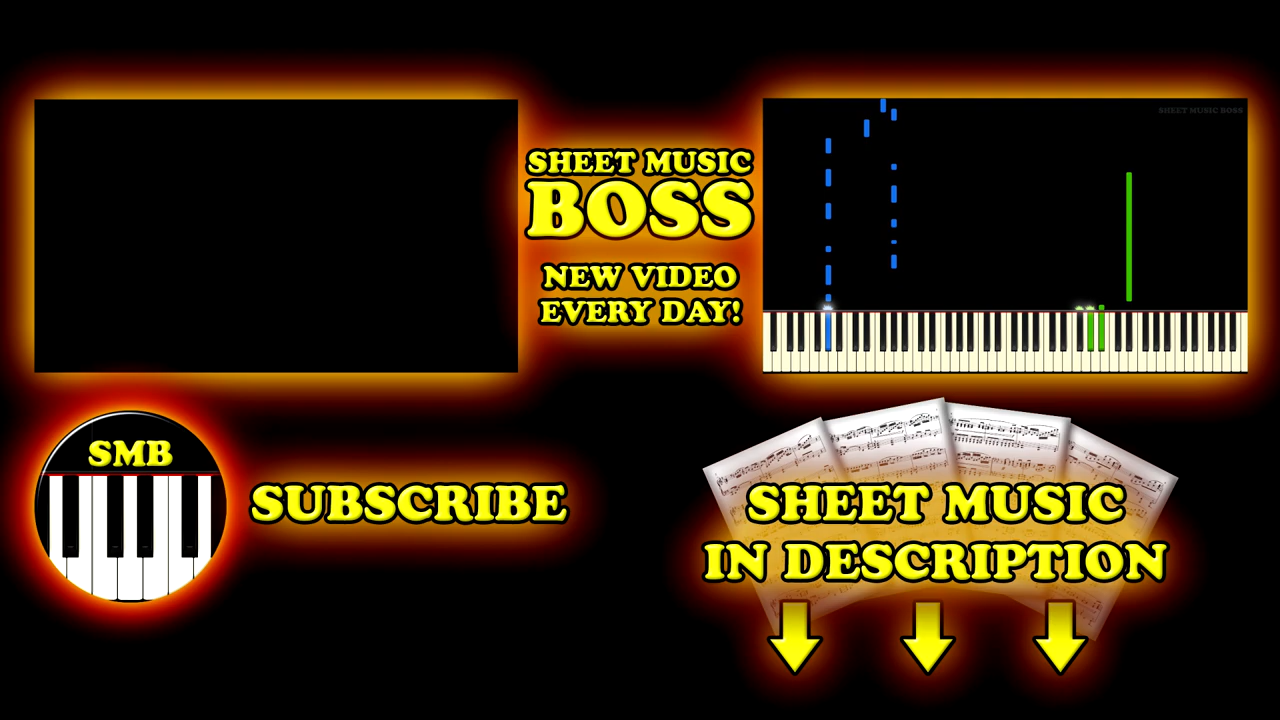 SHEET MUSIC BOSS
SHEET MUSIC
BOSS
NEW VIDEO
EVERY DAY!
SMB
SUBSCRIBE
SHEET MUSIC
IN DESCRIPTION